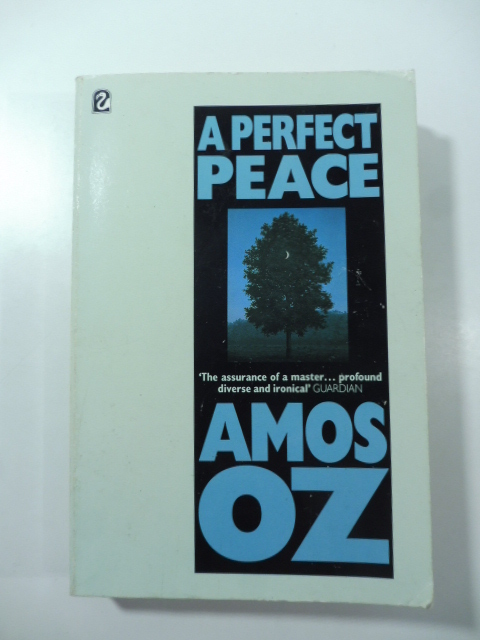 A PERFECT
PEACE
‘The assurance of a master... profound
diverse and ironical’ GUARDIAN
AMOS
OZ